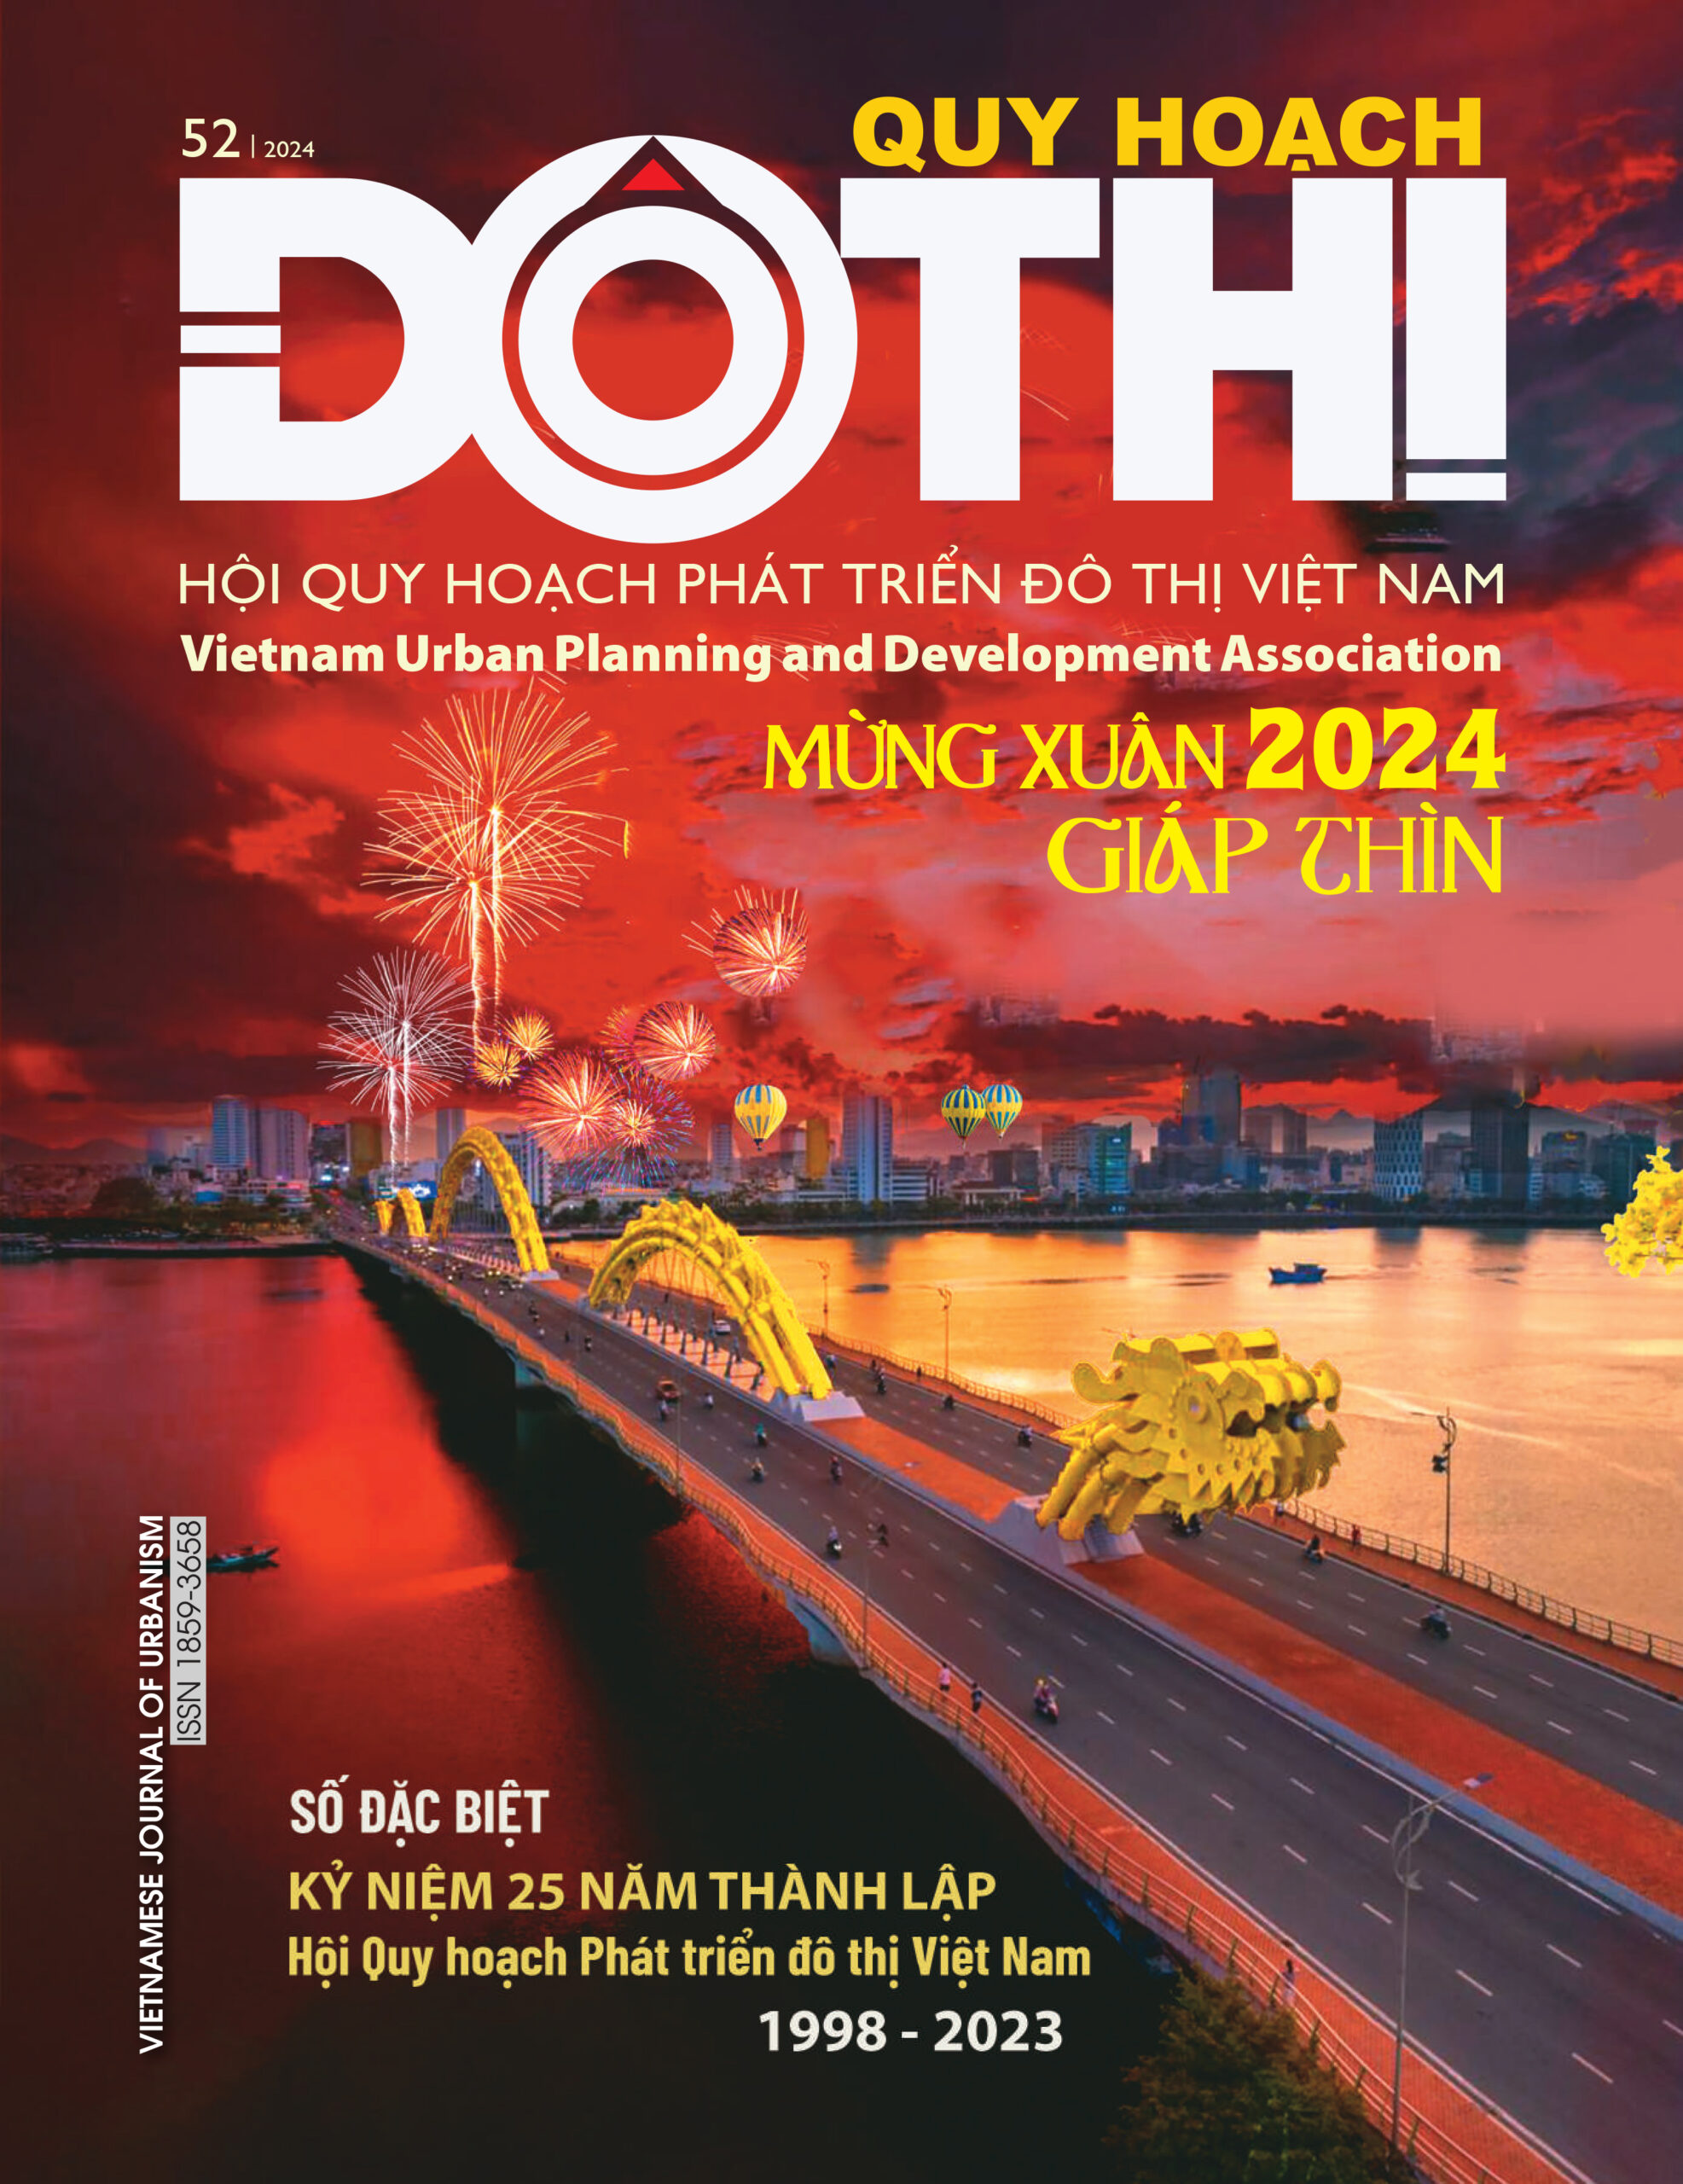 52 | 2024
QUY HOẠCH
ĐÔ THỊ
HỘI QUY HOẠCH PHÁT TRIỂN ĐÔ THỊ VIỆT NAM
Vietnam Urban Planning and Development Association
MỪNG XUÂN 2024
GIÁP THÌN
VIETNAMESE JOURNAL OF URBANISM
ISSN 1859-3658
SỐ ĐẶC BIỆT
KỶ NIỆM 25 NĂM THÀNH LẬP
Hội Quy hoạch Phát triển đô thị Việt Nam
1998 - 2023